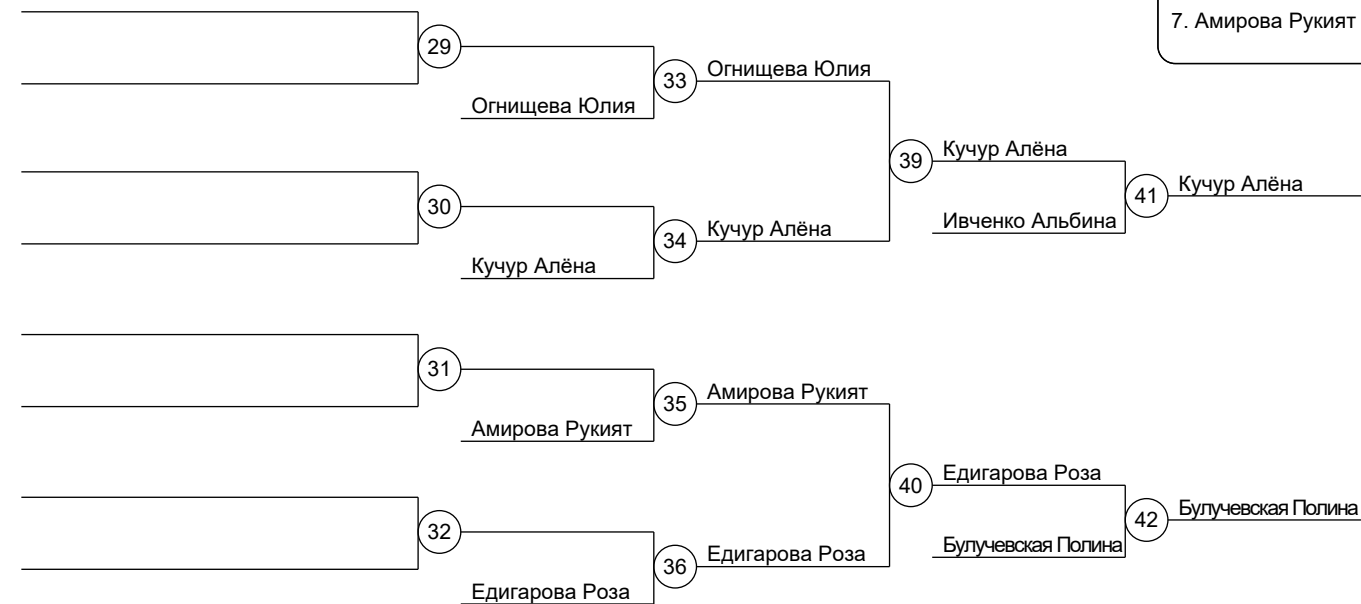 7. Амирова Рукият
29
Огнищева Юлия
33
Огнищева Юлия
39
Кучур Алёна
41
Кучур Алёна
30
Ивченко Альбина
34
Кучур Алёна
Кучур Алёна
31
35
Амирова Рукият
Амирова Рукият
40
Едигарова Роза
42
Булучевская Полина
32
Булучевская Полина
36
Едигарова Роза
Едигарова Роза